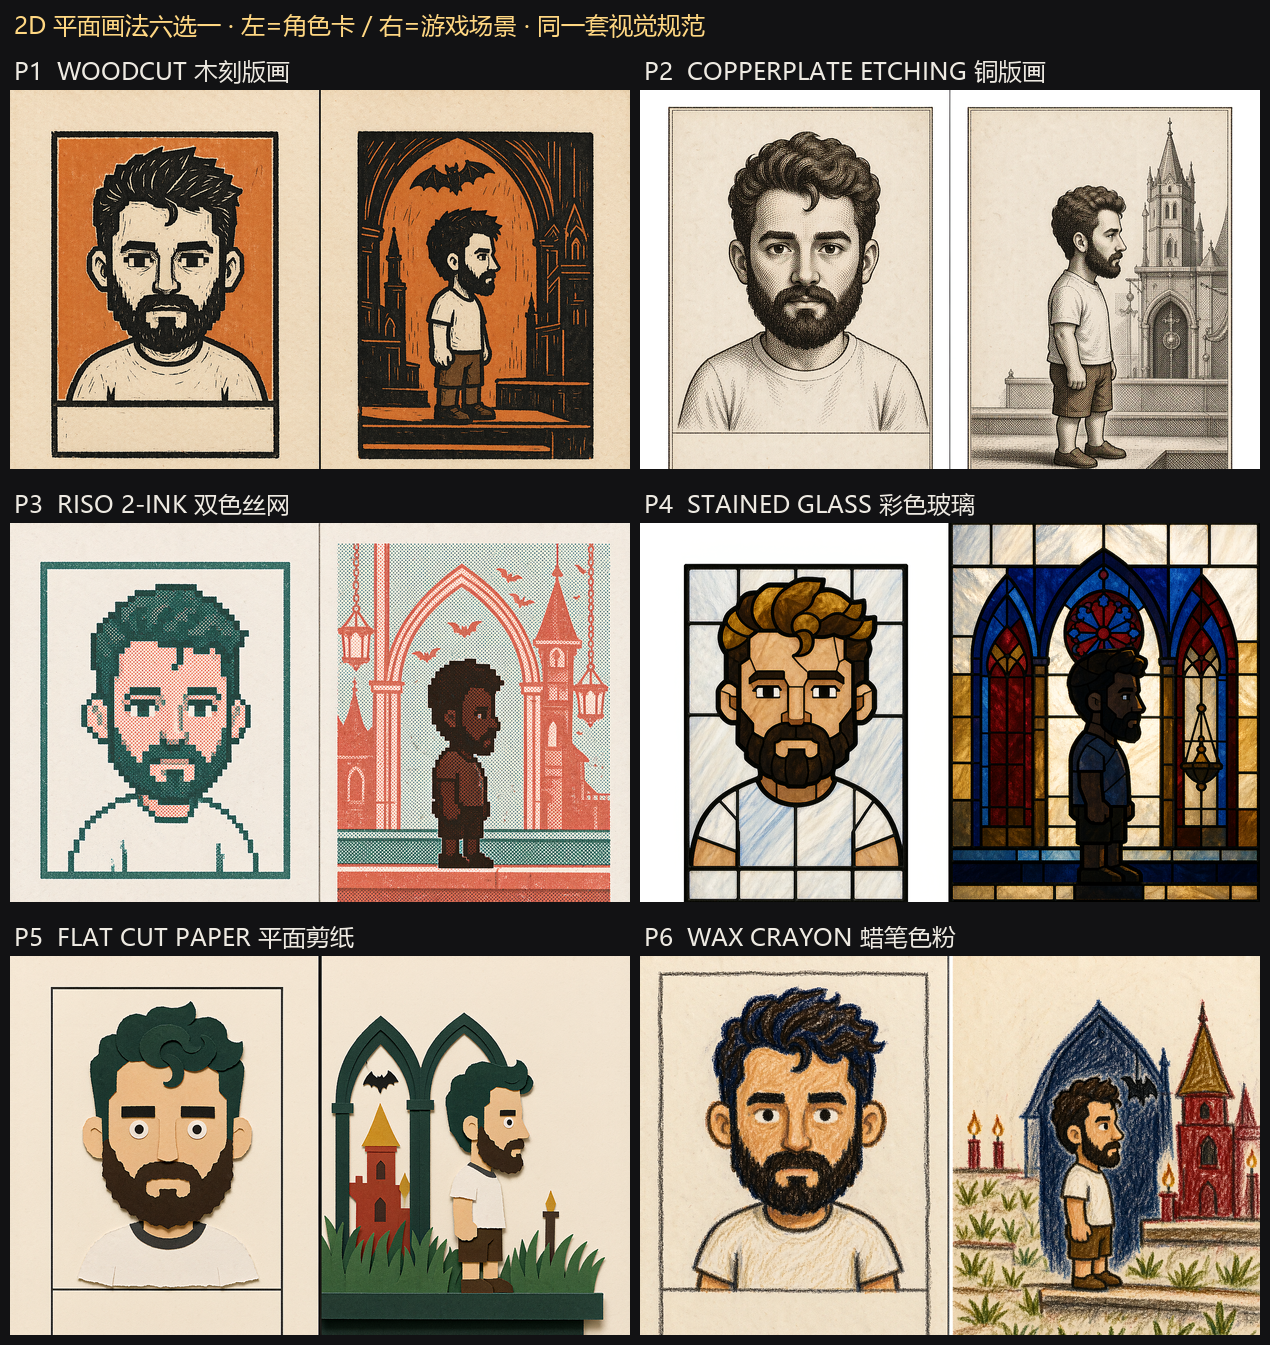 2D 平面画法六选一 · 左=角色卡 / 右=游戏场景 · 同一套视觉规范
P1 WOODCUT 木刻版画
P2 COPPERPLATE ETCHING 铜版画
P3 RISO 2-INK 双色丝网
P4 STAINED GLASS 彩色玻璃
P5 FLAT CUT PAPER 平面剪纸
P6 WAX CRAYON 蜡笔色粉